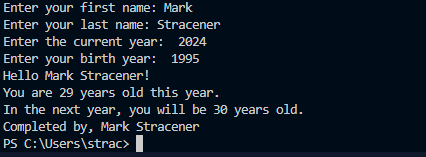 Enter your first name: Mark
Enter your last name: Stracener
Enter the current year:  2024
Enter your birth year:  1995
Hello Mark Stracener!
You are 29 years old this year.
In the next year, you will be 30 years old.
Completed by, Mark Stracener
PS C:\Users\strac>